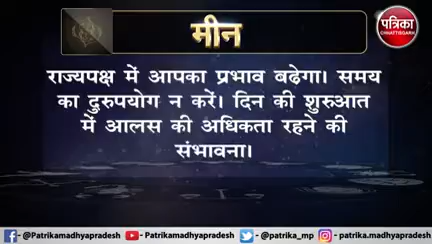 मीन
पत्रिका
CHHATTISGARH
राज्यपक्ष में आपका प्रभाव बढ़ेगा। समय
का दुरुपयोग न करें। दिन की शुरुआत
में आलस की अधिकता रहने की
संभावना।
- @Patrikamadhyapradesh - Patrikamadhyapradesh - @patrika_mp - patrika.madhyapradesh